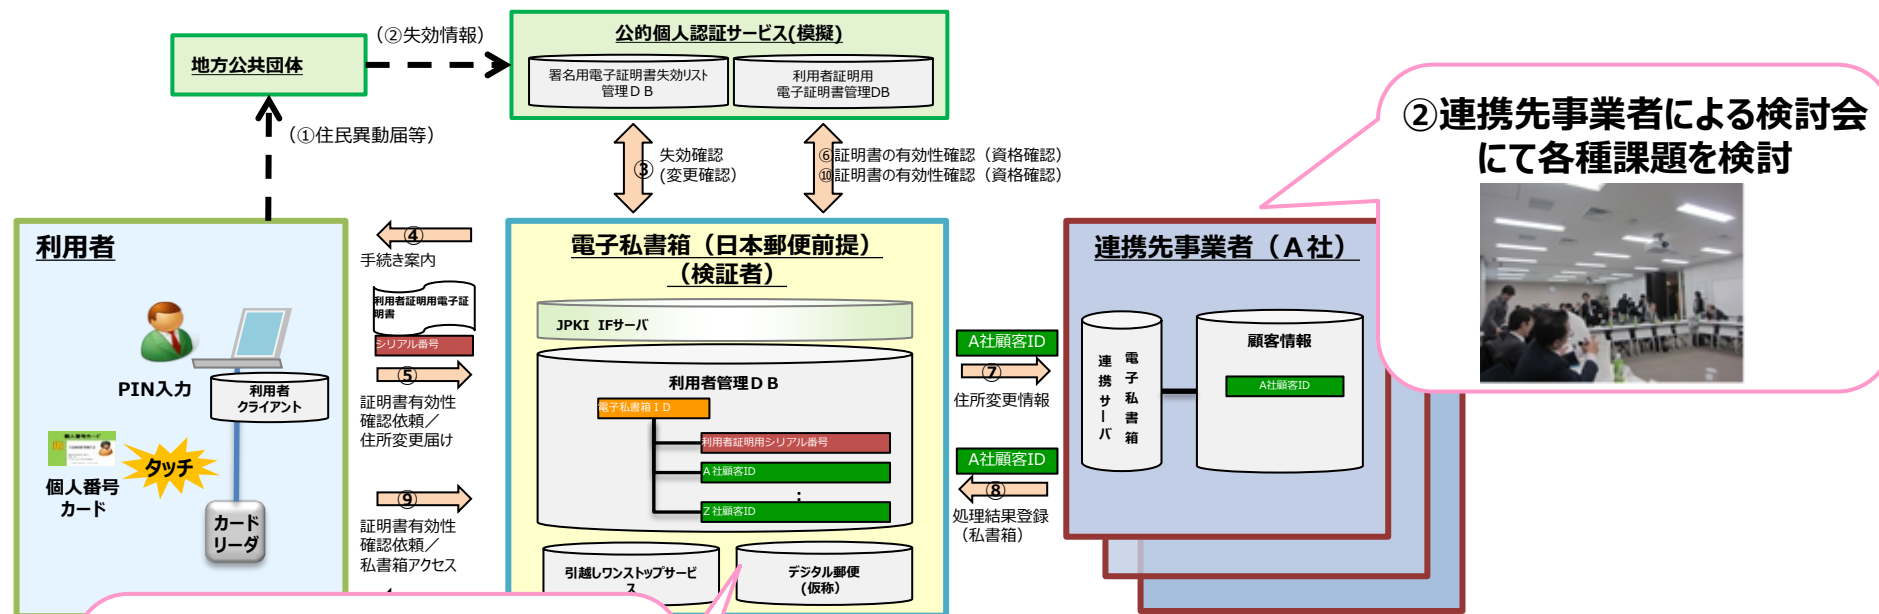 (②失効情報)
公的個人認証サービス(模擬)
地方公共団体
署名用電子証明書失効リスト
管理DB
利用者証明用
電子証明書管理DB
(①住民異動届等)
③
失効確認
(変更確認)
⑥証明書の有効性確認(資格確認)
⑩証明書の有効性確認(資格確認)
②連携先事業者による検討会
にて各種課題を検討
利用者
PIN入力
利用者
クライアント
個人番号カード
タッチ
個人番号
カード
カード
リーダ
④
手続き案内
利用者証明用電子証
明書
シリアル番号
⑤
証明書有効性
確認依頼/
住所変更届け
⑨
証明書有効性
確認依頼/
私書箱アクセス
電子私書箱(日本郵便前提)
(検証者)
JPKI IFサーバ
利用者管理DB
電子私書箱ID
利用者証明用シリアル番号
A社顧客ID
:
Z社顧客ID
引越しワンストップサービ
ス
デジタル郵便
(仮称)
A社顧客ID
⑦
住所変更情報
A社顧客ID
⑧
処理結果登録
(私書箱)
連携先事業者(A社)
電子私書箱
連携サーバ
顧客情報
A社顧客ID